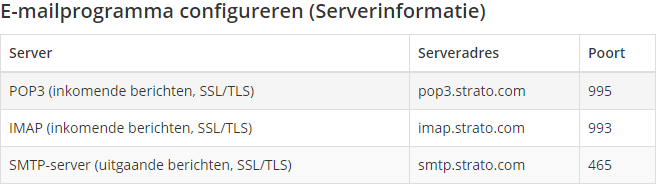 E-mailprogramma configureren (Serverinformatie)
Server Serveradres Poort
POP3 (inkomende berichten, SSL/TLS) pop3.strato.com 995
IMAP (inkomende berichten, SSL/TLS) imap.strato.com 993
SMTP-server (uitgaande berichten, SSL/TLS) smtp.strato.com 465